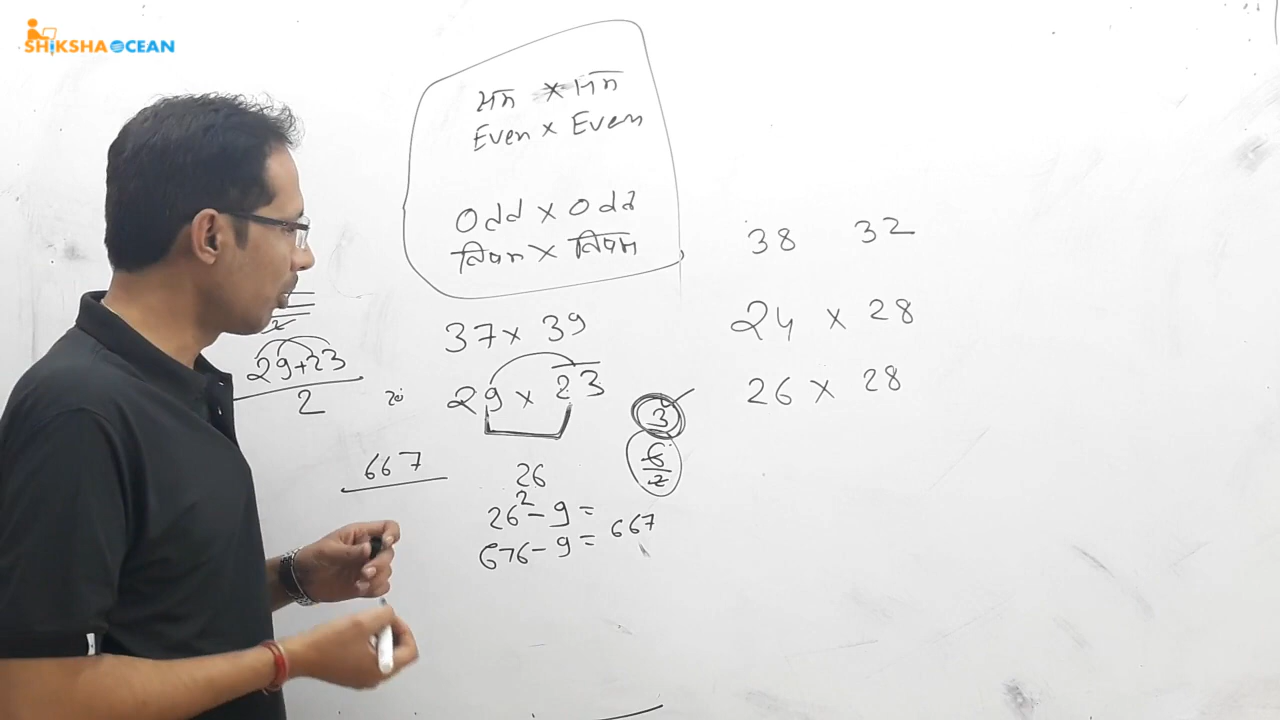 SHIKSHA OCEAN
सम × सम
Even × Even
Odd × Odd
विषम × विषम
37 × 39
29 × 23
29+23
2
3
6
2
26
26² - 9 =
676 - 9 = 667
667
38 32
24 × 28
26 × 28